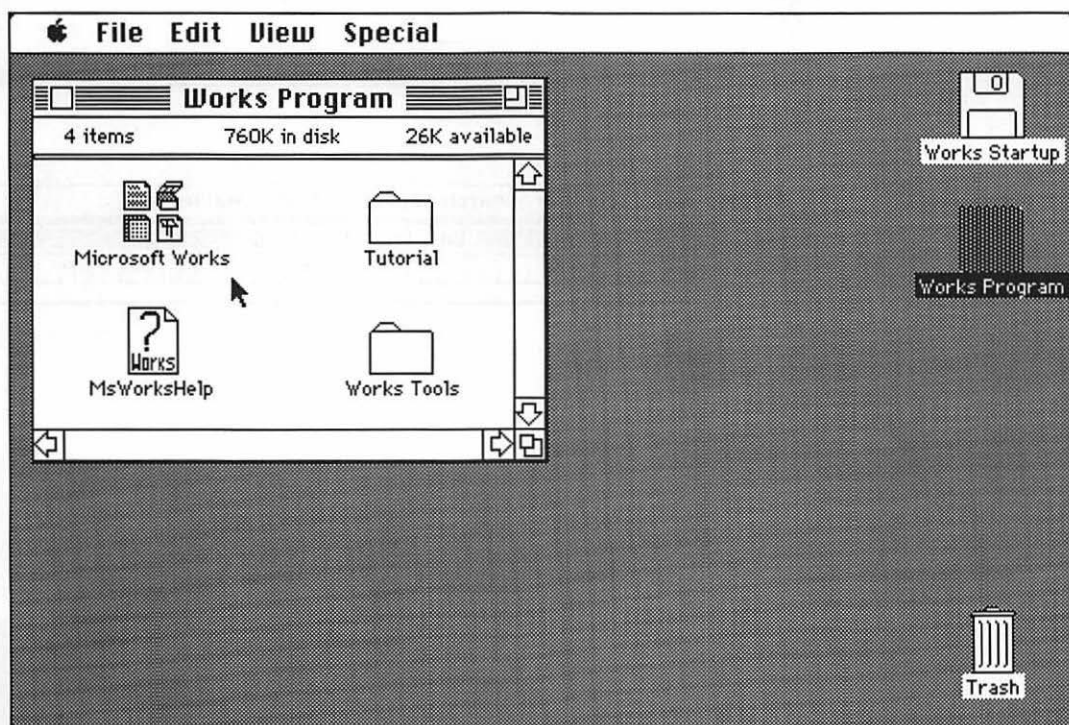 File Edit View Special
Works Program
4 items 760K in disk 26K available
0
Works Startup
Microsoft Works
Tutorial
Works Program
?
Works
MsWorksHelp
Works Tools
Trash